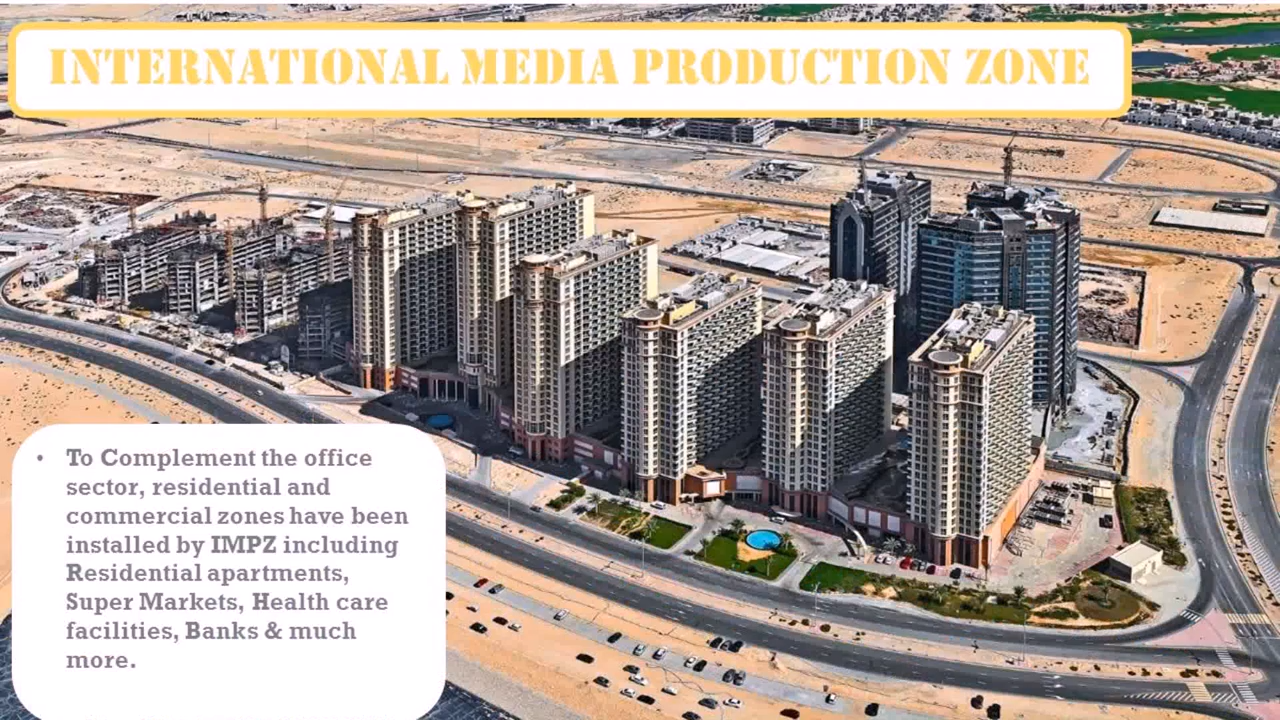 INTERNATIONAL MEDIA PRODUCTION ZONE
• To Complement the office
sector, residential and
commercial zones have been
installed by IMPZ including
Residential apartments,
Super Markets, Health care
facilities, Banks & much
more.